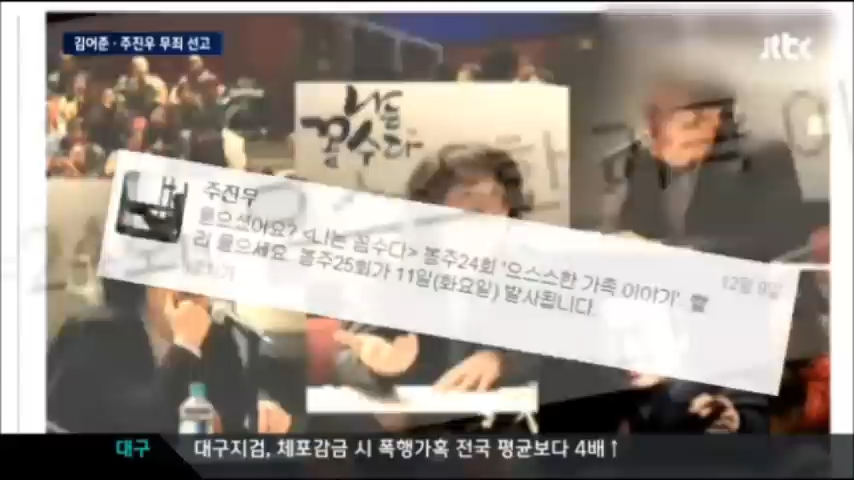 김어준·주진우 무죄 선고
jtbc
나는
꼼수다
주진우
들으셨어요? <나는 꼼수다> 봉주24회 '으스스한 가족 이야기'. 빨
리 들으세요. 봉주25회가 11일(화요일) 발사됩니다.
12월 9일
대구
대구지검, 체포감금 시 폭행가혹 전국 평균보다 4배↑